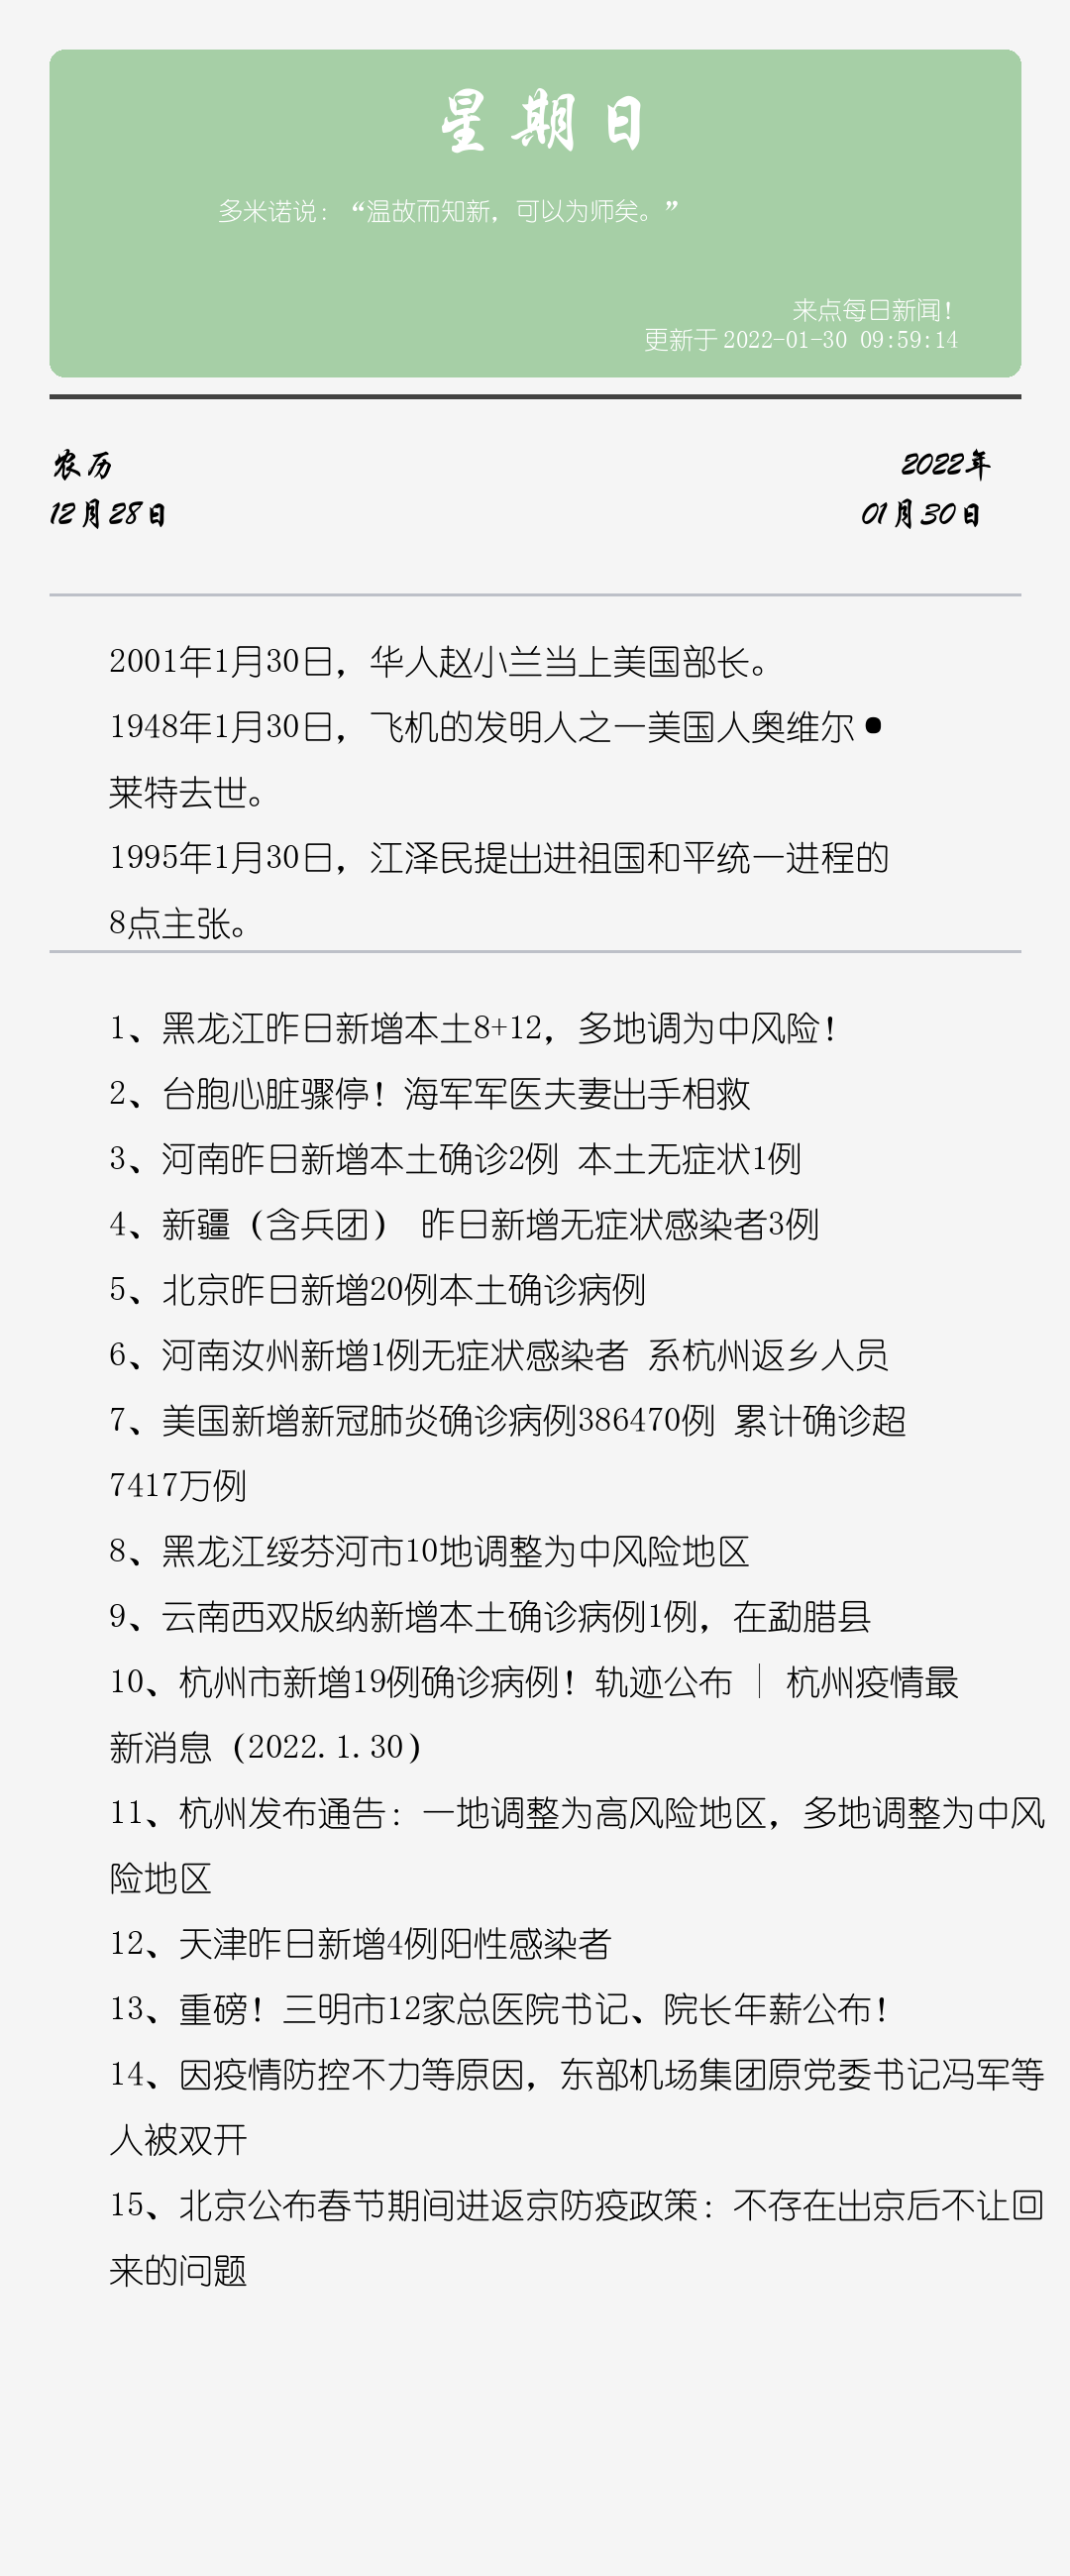 星期日
多米诺说：“温故而知新，可以为师矣。”
来点每日新闻！
更新于 2022-01-30 09:59:14
农历
2022年
12月28日
01月30日
2001年1月30日，华人赵小兰当上美国部长。
1948年1月30日，飞机的发明人之一美国人奥维尔•
莱特去世。
1995年1月30日，江泽民提出进祖国和平统一进程的
8点主张。
1、黑龙江昨日新增本土8+12，多地调为中风险！
2、台胞心脏骤停！海军军医夫妻出手相救
3、河南昨日新增本土确诊2例 本土无症状1例
4、新疆（含兵团） 昨日新增无症状感染者3例
5、北京昨日新增20例本土确诊病例
6、河南汝州新增1例无症状感染者 系杭州返乡人员
7、美国新增新冠肺炎确诊病例386470例 累计确诊超
7417万例
8、黑龙江绥芬河市10地调整为中风险地区
9、云南西双版纳新增本土确诊病例1例，在勐腊县
10、杭州市新增19例确诊病例！轨迹公布 ｜ 杭州疫情最
新消息（2022.1.30）
11、杭州发布通告：一地调整为高风险地区，多地调整为中风
险地区
12、天津昨日新增4例阳性感染者
13、重磅！三明市12家总医院书记、院长年薪公布！
14、因疫情防控不力等原因，东部机场集团原党委书记冯军等
人被双开
15、北京公布春节期间进返京防疫政策：不存在出京后不让回
来的问题